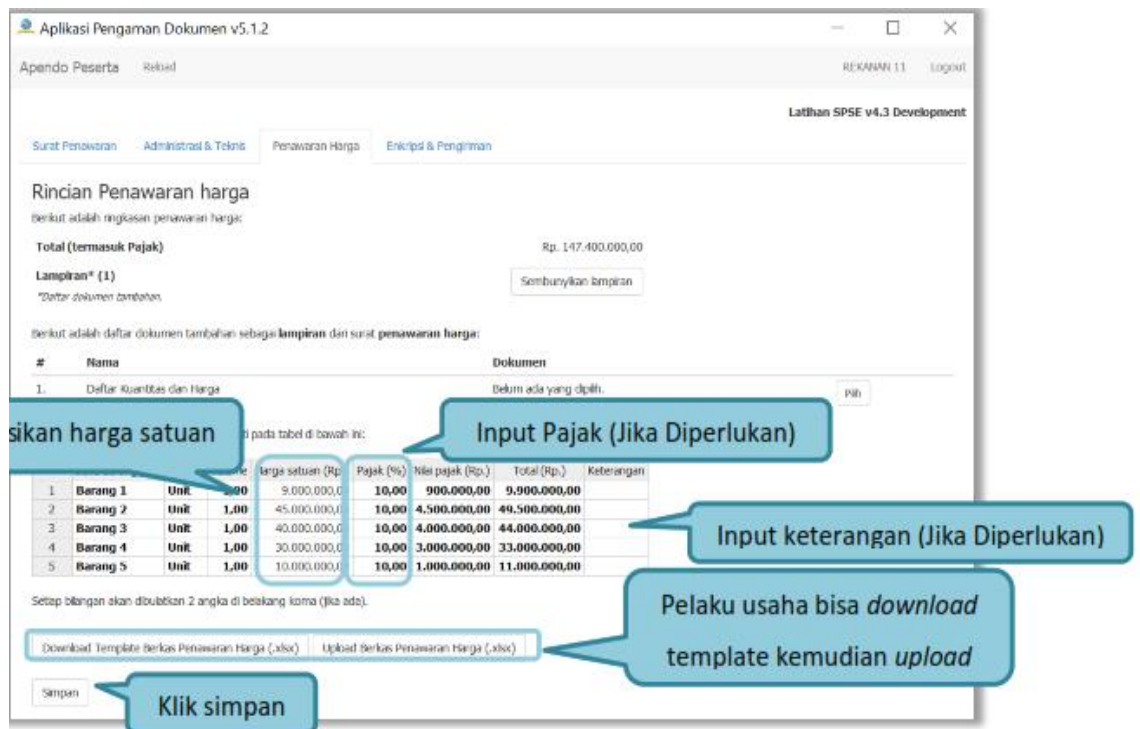 Aplikasi Pengaman Dokumen v5.1.2
Apendo Peserta Reload REKANAN 11 Logout
Latihan SPSE v4.3 Development
Surat Penawaran Administrasi & Teknis Penawaran Harga Enkripsi & Pengiriman
Rincian Penawaran harga
Berikut adalah ringkasan penawaran harga:
Total (termasuk Pajak) Rp. 147.400.000,00
Lampiran* (1) Sembunyikan lampiran
*Daftar dokumen tambahan.
Berikut adalah daftar dokumen tambahan sebagai lampiran dari surat penawaran harga:
# Nama Dokumen
1. Daftar Kuantitas dan Harga Belum ada yang dipilih. Pilih
sikan harga satuan
pada tabel di bawah ini:
Input Pajak (Jika Diperlukan)
Harga satuan (Rp Pajak (%) Nilai pajak (Rp.) Total (Rp.) Keterangan
1 Barang 1 Unit 1,00 9.000.000,0 10,00 900.000,00 9.900.000,00
2 Barang 2 Unit 1,00 45.000.000,0 10,00 4.500.000,00 49.500.000,00
3 Barang 3 Unit 1,00 40.000.000,0 10,00 4.000.000,00 44.000.000,00
4 Barang 4 Unit 1,00 30.000.000,0 10,00 3.000.000,00 33.000.000,00
5 Barang 5 Unit 1,00 10.000.000,0 10,00 1.000.000,00 11.000.000,00
Input keterangan (Jika Diperlukan)
Setiap bilangan akan dibulatkan 2 angka di belakang koma (jika ada).
Pelaku usaha bisa download
template kemudian upload
Download Template Berkas Penawaran Harga (.xlsx) Upload Berkas Penawaran Harga (.xlsx)
Simpan
Klik simpan